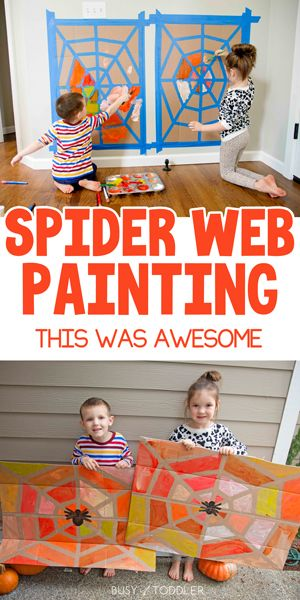 SPIDER WEB
PAINTING
THIS WAS AWESOME
BUSY TODDLER